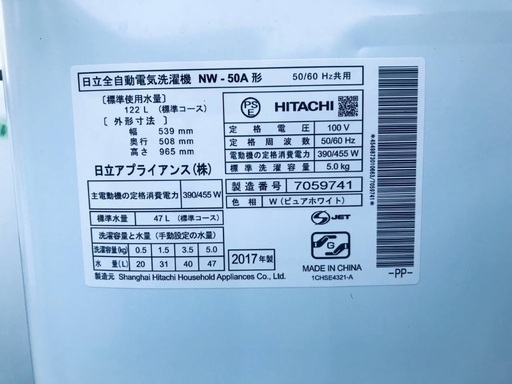 日立全自動電気洗濯機 NW-50A形 50/60 Hz共用
[標準使用水量]
122 L (標準コース)
[外形寸法]
幅 539 mm
奥行 508 mm
高さ 965 mm
日立アプライアンス(株)
主電動機の定格消費電力 390/455 W
標準水量 47 L (標準コース)
洗濯容量と水量 (手動設定の水量)
洗濯容量(kg) 0.5 1.5 3.5 5.0
水量(L) 20 31 40 47
製造元 Shanghai Hitachi Household Appliances Co., Ltd.
PS
E
HITACHI
定格電圧 100 V
定格周波数 50/60 Hz
電動機の定格消費電力 390/455 W
標準洗濯容量 5.0 kg
製造番号 7059741
色 W (ピュアホワイト)
2017年製
JET
G
MADE IN CHINA
1CHSE4321-A
-PP-